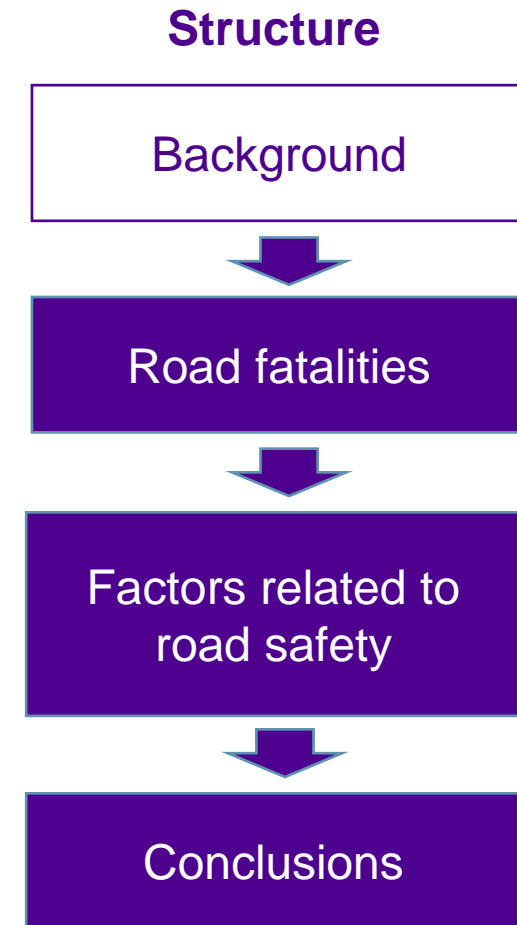 Structure
Background
Road fatalities
Factors related to
road safety
Conclusions